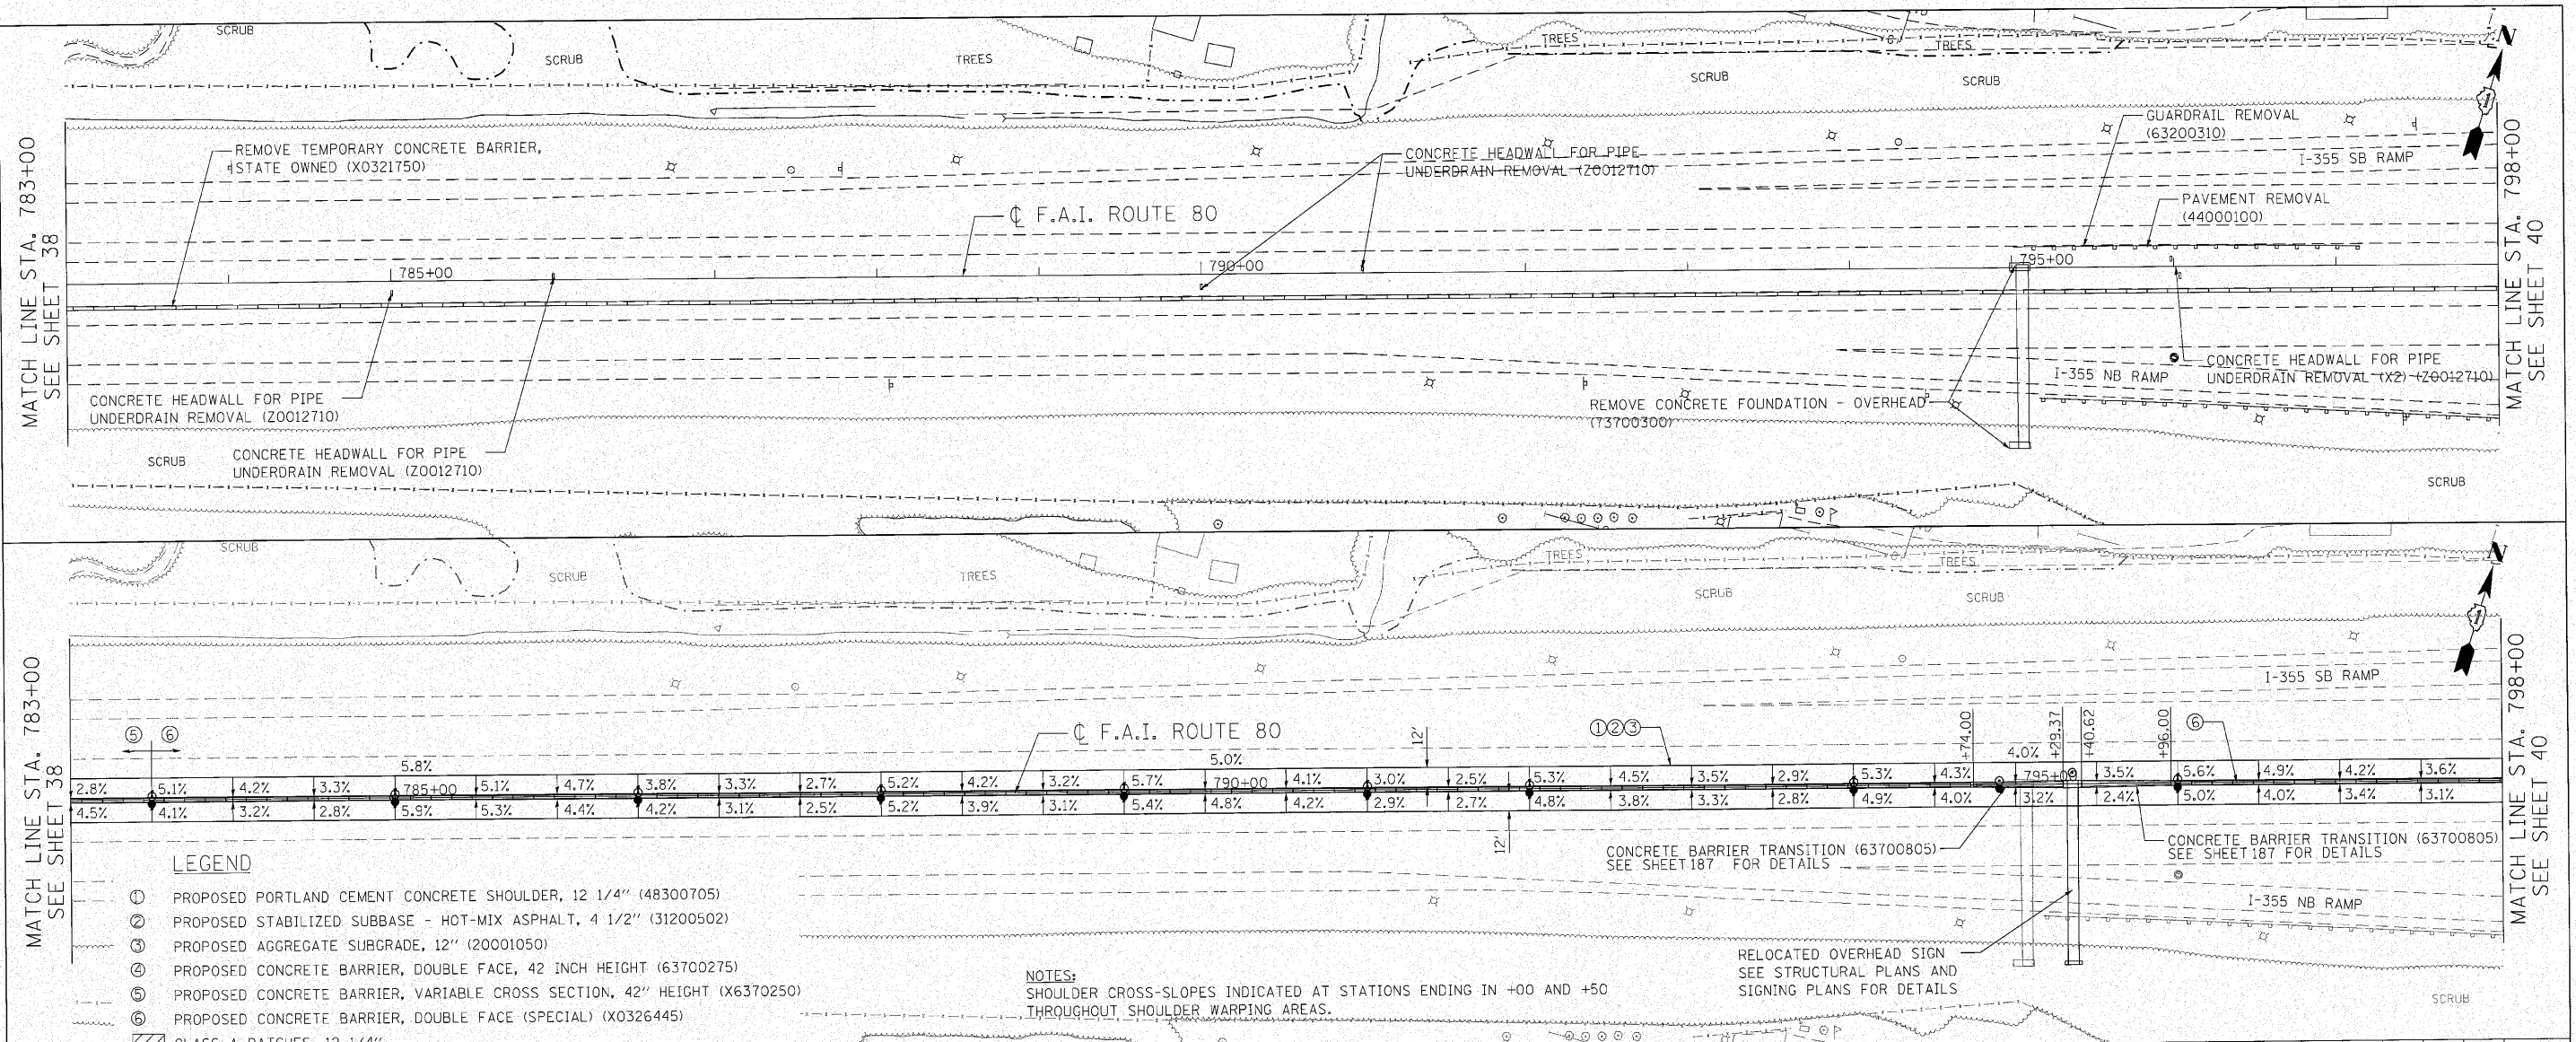 SCRUB
SCRUB
TREES
TREES
TREES
SCRUB
SCRUB
N
MATCH LINE STA. 783+00
SEE SHEET 38
REMOVE TEMPORARY CONCRETE BARRIER,
STATE OWNED (X0321750)
CONCRETE HEADWALL FOR PIPE
UNDERDRAIN REMOVAL (Z0012710)
GUARDRAIL REMOVAL
(63200310)
I-355 SB RAMP
PAVEMENT REMOVAL
(44000100)
℄ F.A.I. ROUTE 80
785+00
790+00
795+00
MATCH LINE STA. 798+00
SEE SHEET 40
CONCRETE HEADWALL FOR PIPE
UNDERDRAIN REMOVAL (Z0012710)
CONCRETE HEADWALL FOR PIPE
UNDERDRAIN REMOVAL (Z0012710)
I-355 NB RAMP
CONCRETE HEADWALL FOR PIPE
UNDERDRAIN REMOVAL (X2) (Z0012710)
REMOVE CONCRETE FOUNDATION - OVERHEAD
(73700300)
SCRUB
SCRUB
SCRUB
SCRUB
TREES
TREES
TREES
SCRUB
SCRUB
N
MATCH LINE STA. 783+00
SEE SHEET 38
I-355 SB RAMP
⑤ ⑥
℄ F.A.I. ROUTE 80
12'
①②③
+74.00
4.0%
+29.37
+40.62
+96.00
⑥
5.8%
5.0%
2.8% 5.1% 4.2% 3.3% 785+00 5.1% 4.7% 3.8% 3.3% 2.7% 5.2% 4.2% 3.2% 5.7% 790+00 4.1% 3.0% 2.5% 5.3% 4.5% 3.5% 2.9% 5.3% 4.3% 795+00 3.5% 5.6% 4.9% 4.2% 3.6%
4.5% 4.1% 3.2% 2.8% 5.9% 5.3% 4.4% 4.2% 3.1% 2.5% 5.2% 3.9% 3.1% 5.4% 4.8% 4.2% 2.9% 2.7% 4.8% 3.8% 3.3% 2.8% 4.9% 4.0% 3.2% 2.4% 5.0% 4.0% 3.4% 3.1%
12'
MATCH LINE STA. 798+00
SEE SHEET 40
CONCRETE BARRIER TRANSITION (63700805)
SEE SHEET 187 FOR DETAILS
CONCRETE BARRIER TRANSITION (63700805)
SEE SHEET 187 FOR DETAILS
I-355 NB RAMP
LEGEND
① PROPOSED PORTLAND CEMENT CONCRETE SHOULDER, 12 1/4" (48300705)
② PROPOSED STABILIZED SUBBASE - HOT-MIX ASPHALT, 4 1/2" (31200502)
③ PROPOSED AGGREGATE SUBGRADE, 12" (20001050)
④ PROPOSED CONCRETE BARRIER, DOUBLE FACE, 42 INCH HEIGHT (63700275)
⑤ PROPOSED CONCRETE BARRIER, VARIABLE CROSS SECTION, 42" HEIGHT (X6370250)
⑥ PROPOSED CONCRETE BARRIER, DOUBLE FACE (SPECIAL) (X0326445)
CLASS A PATCHES, 12 1/4"
NOTES:
SHOULDER CROSS-SLOPES INDICATED AT STATIONS ENDING IN +00 AND +50
THROUGHOUT SHOULDER WARPING AREAS.
RELOCATED OVERHEAD SIGN
SEE STRUCTURAL PLANS AND
SIGNING PLANS FOR DETAILS
SCRUB